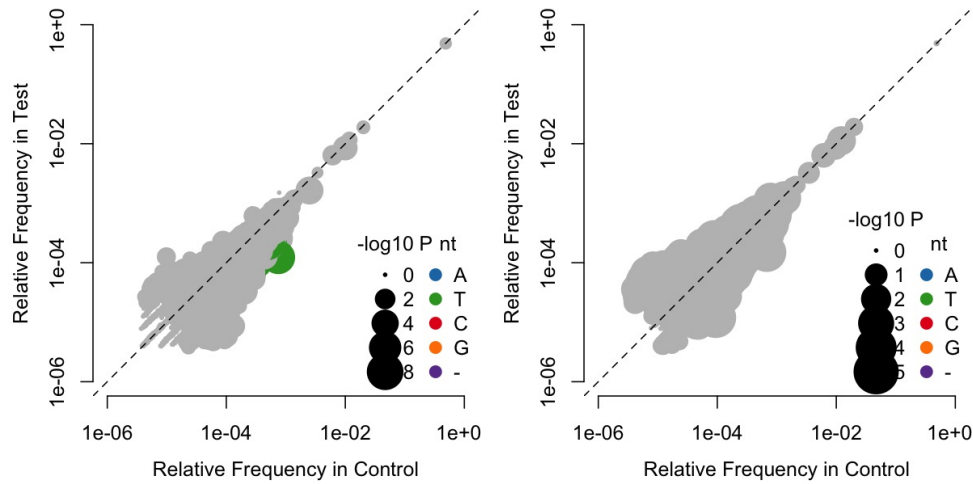 Relative Frequency in Test
1e+0
1e-02
1e-04
1e-06
-log10 P nt
0 A
2 T
4 C
6 G
8 -
1e-06 1e-04 1e-02 1e+0
Relative Frequency in Control
Relative Frequency in Test
1e+0
1e-02
1e-04
1e-06
-log10 P
nt
0
1 A
2 T
3 C
4 G
5 -
1e-06 1e-04 1e-02 1e+0
Relative Frequency in Control